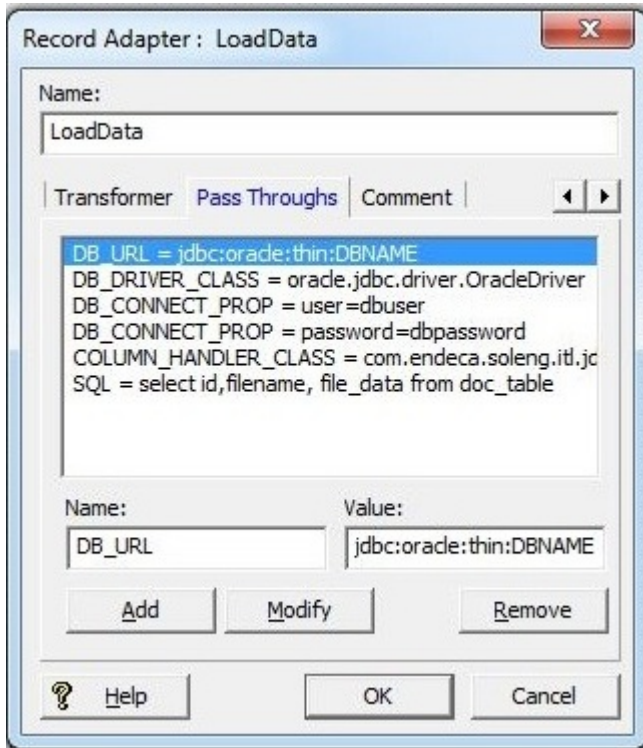 Record Adapter : LoadData
Name:
LoadData
Transformer Pass Throughs Comment
DB_URL = jdbc:oracle:thin:DBNAME
DB_DRIVER_CLASS = oracle.jdbc.driver.OracleDriver
DB_CONNECT_PROP = user=dbuser
DB_CONNECT_PROP = password=dbpassword
COLUMN_HANDLER_CLASS = com.endeca.soleng.itl.jd
SQL = select id,filename, file_data from doc_table
Name: Value:
DB_URL jdbc:oracle:thin:DBNAME
Add Modify Remove
? Help OK Cancel